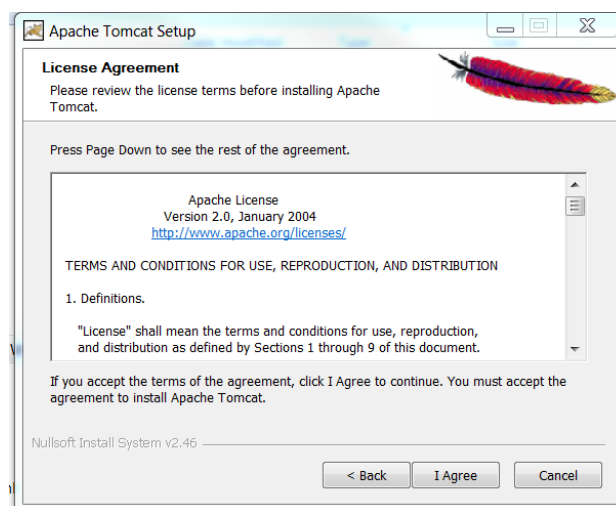 Apache Tomcat Setup
License Agreement
Please review the license terms before installing Apache
Tomcat.
Press Page Down to see the rest of the agreement.
Apache License
Version 2.0, January 2004
http://www.apache.org/licenses/
TERMS AND CONDITIONS FOR USE, REPRODUCTION, AND DISTRIBUTION
1. Definitions.
"License" shall mean the terms and conditions for use, reproduction,
and distribution as defined by Sections 1 through 9 of this document.
If you accept the terms of the agreement, click I Agree to continue. You must accept the
agreement to install Apache Tomcat.
Nullsoft Install System v2.46
< Back I Agree Cancel